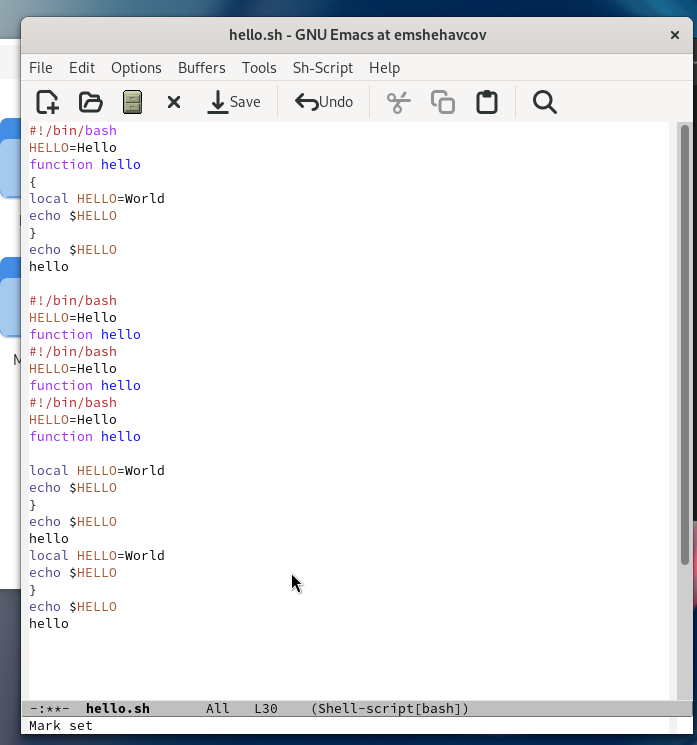 hello.sh - GNU Emacs at emshehavcov
File Edit Options Buffers Tools Sh-Script Help
Save Undo
#!/bin/bash
HELLO=Hello
function hello
{
local HELLO=World
echo $HELLO
}
echo $HELLO
hello
#!/bin/bash
HELLO=Hello
function hello
#!/bin/bash
HELLO=Hello
function hello
#!/bin/bash
HELLO=Hello
function hello
local HELLO=World
echo $HELLO
}
echo $HELLO
hello
local HELLO=World
echo $HELLO
}
echo $HELLO
hello
-:**- hello.sh All L30 (Shell-script[bash])
Mark set